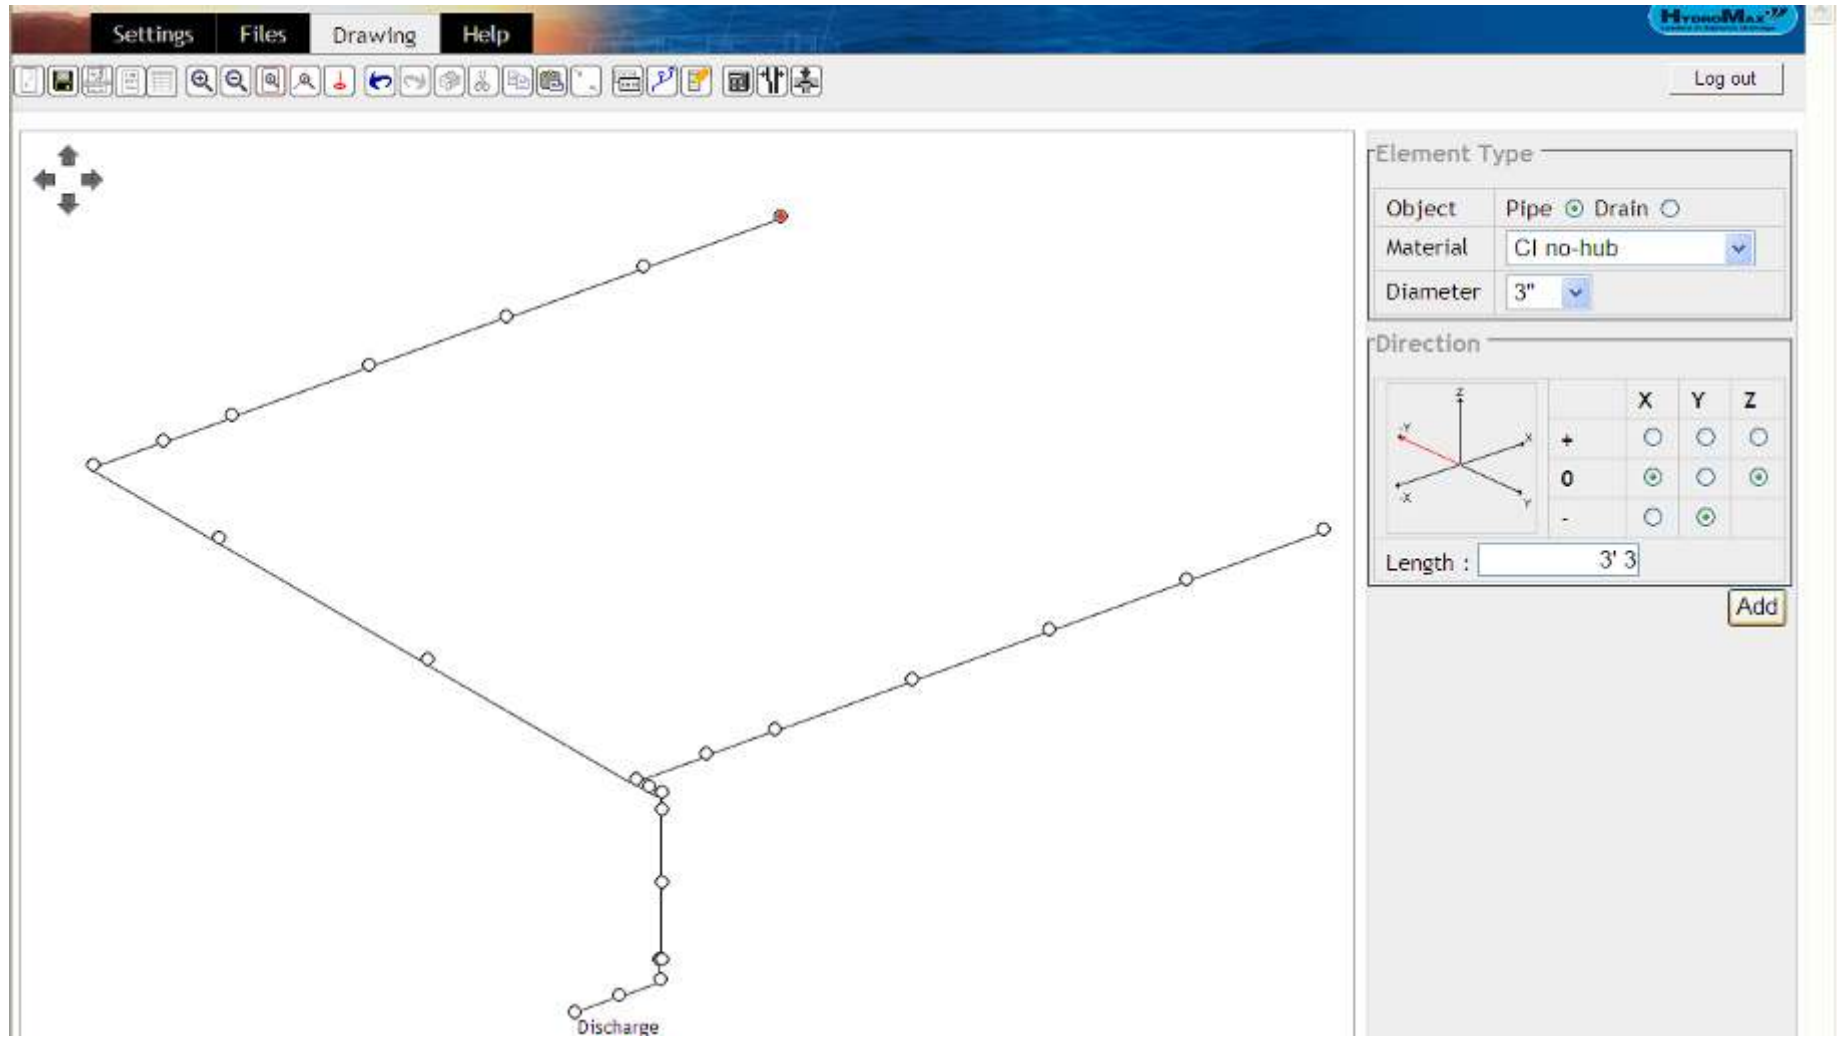 HYDROMAX
Settings Files Drawing Help
Log out
Element Type
Object Pipe Drain
Material CI no-hub
Diameter 3"
Direction
X Y Z
+
0
-
Z
-Y
X
-X
Y
Length : 3' 3
Add
Discharge